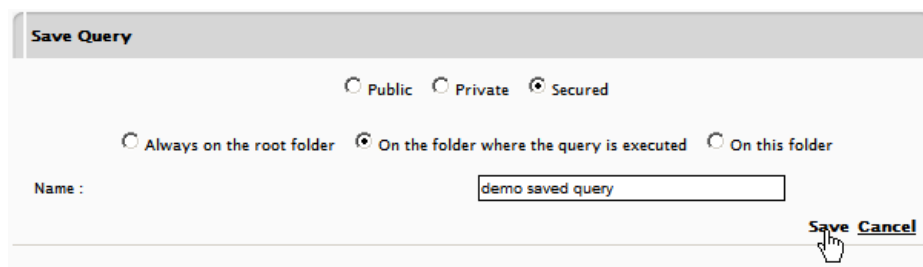 Save Query
Public Private Secured
Always on the root folder On the folder where the query is executed On this folder
Name : demo saved query
Save Cancel